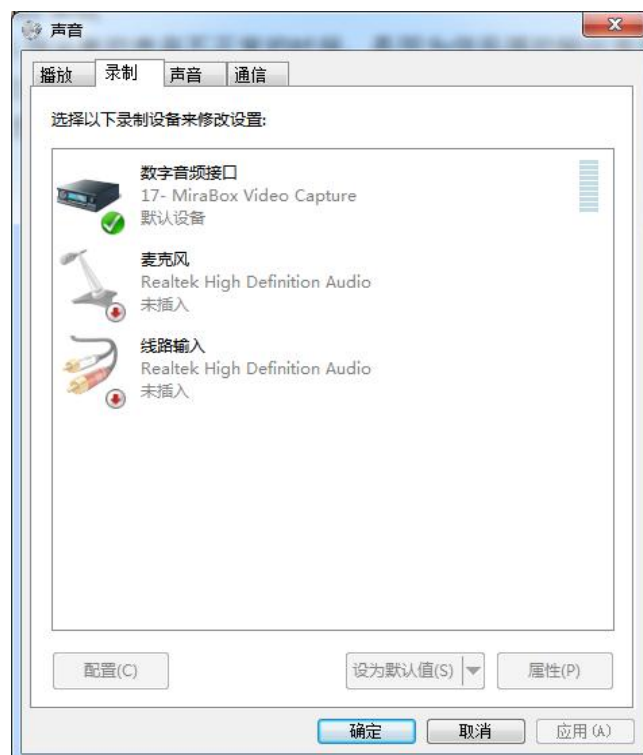 声音
播放
录制
声音
通信
选择以下录制设备来修改设置:
数字音频接口
17- MiraBox Video Capture
默认设备
麦克风
Realtek High Definition Audio
未插入
线路输入
Realtek High Definition Audio
未插入
配置(C)
设为默认值(S)
属性(P)
确定
取消
应用(A)